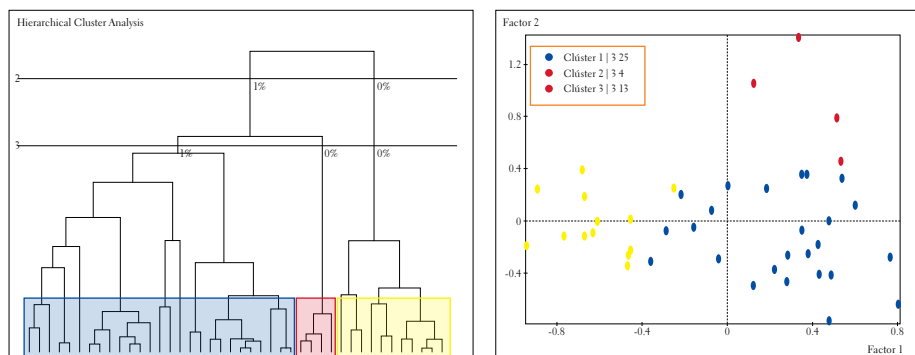 Hierarchical Cluster Analysis
2
1%
0%
3
1%
0%
0%
Factor 2
1.2
0.8
0.4
0
-0.4
Clúster 1 | 3 25
Clúster 2 | 3 4
Clúster 3 | 3 13
-0.8
-0.4
0
0.4
0.8
Factor 1